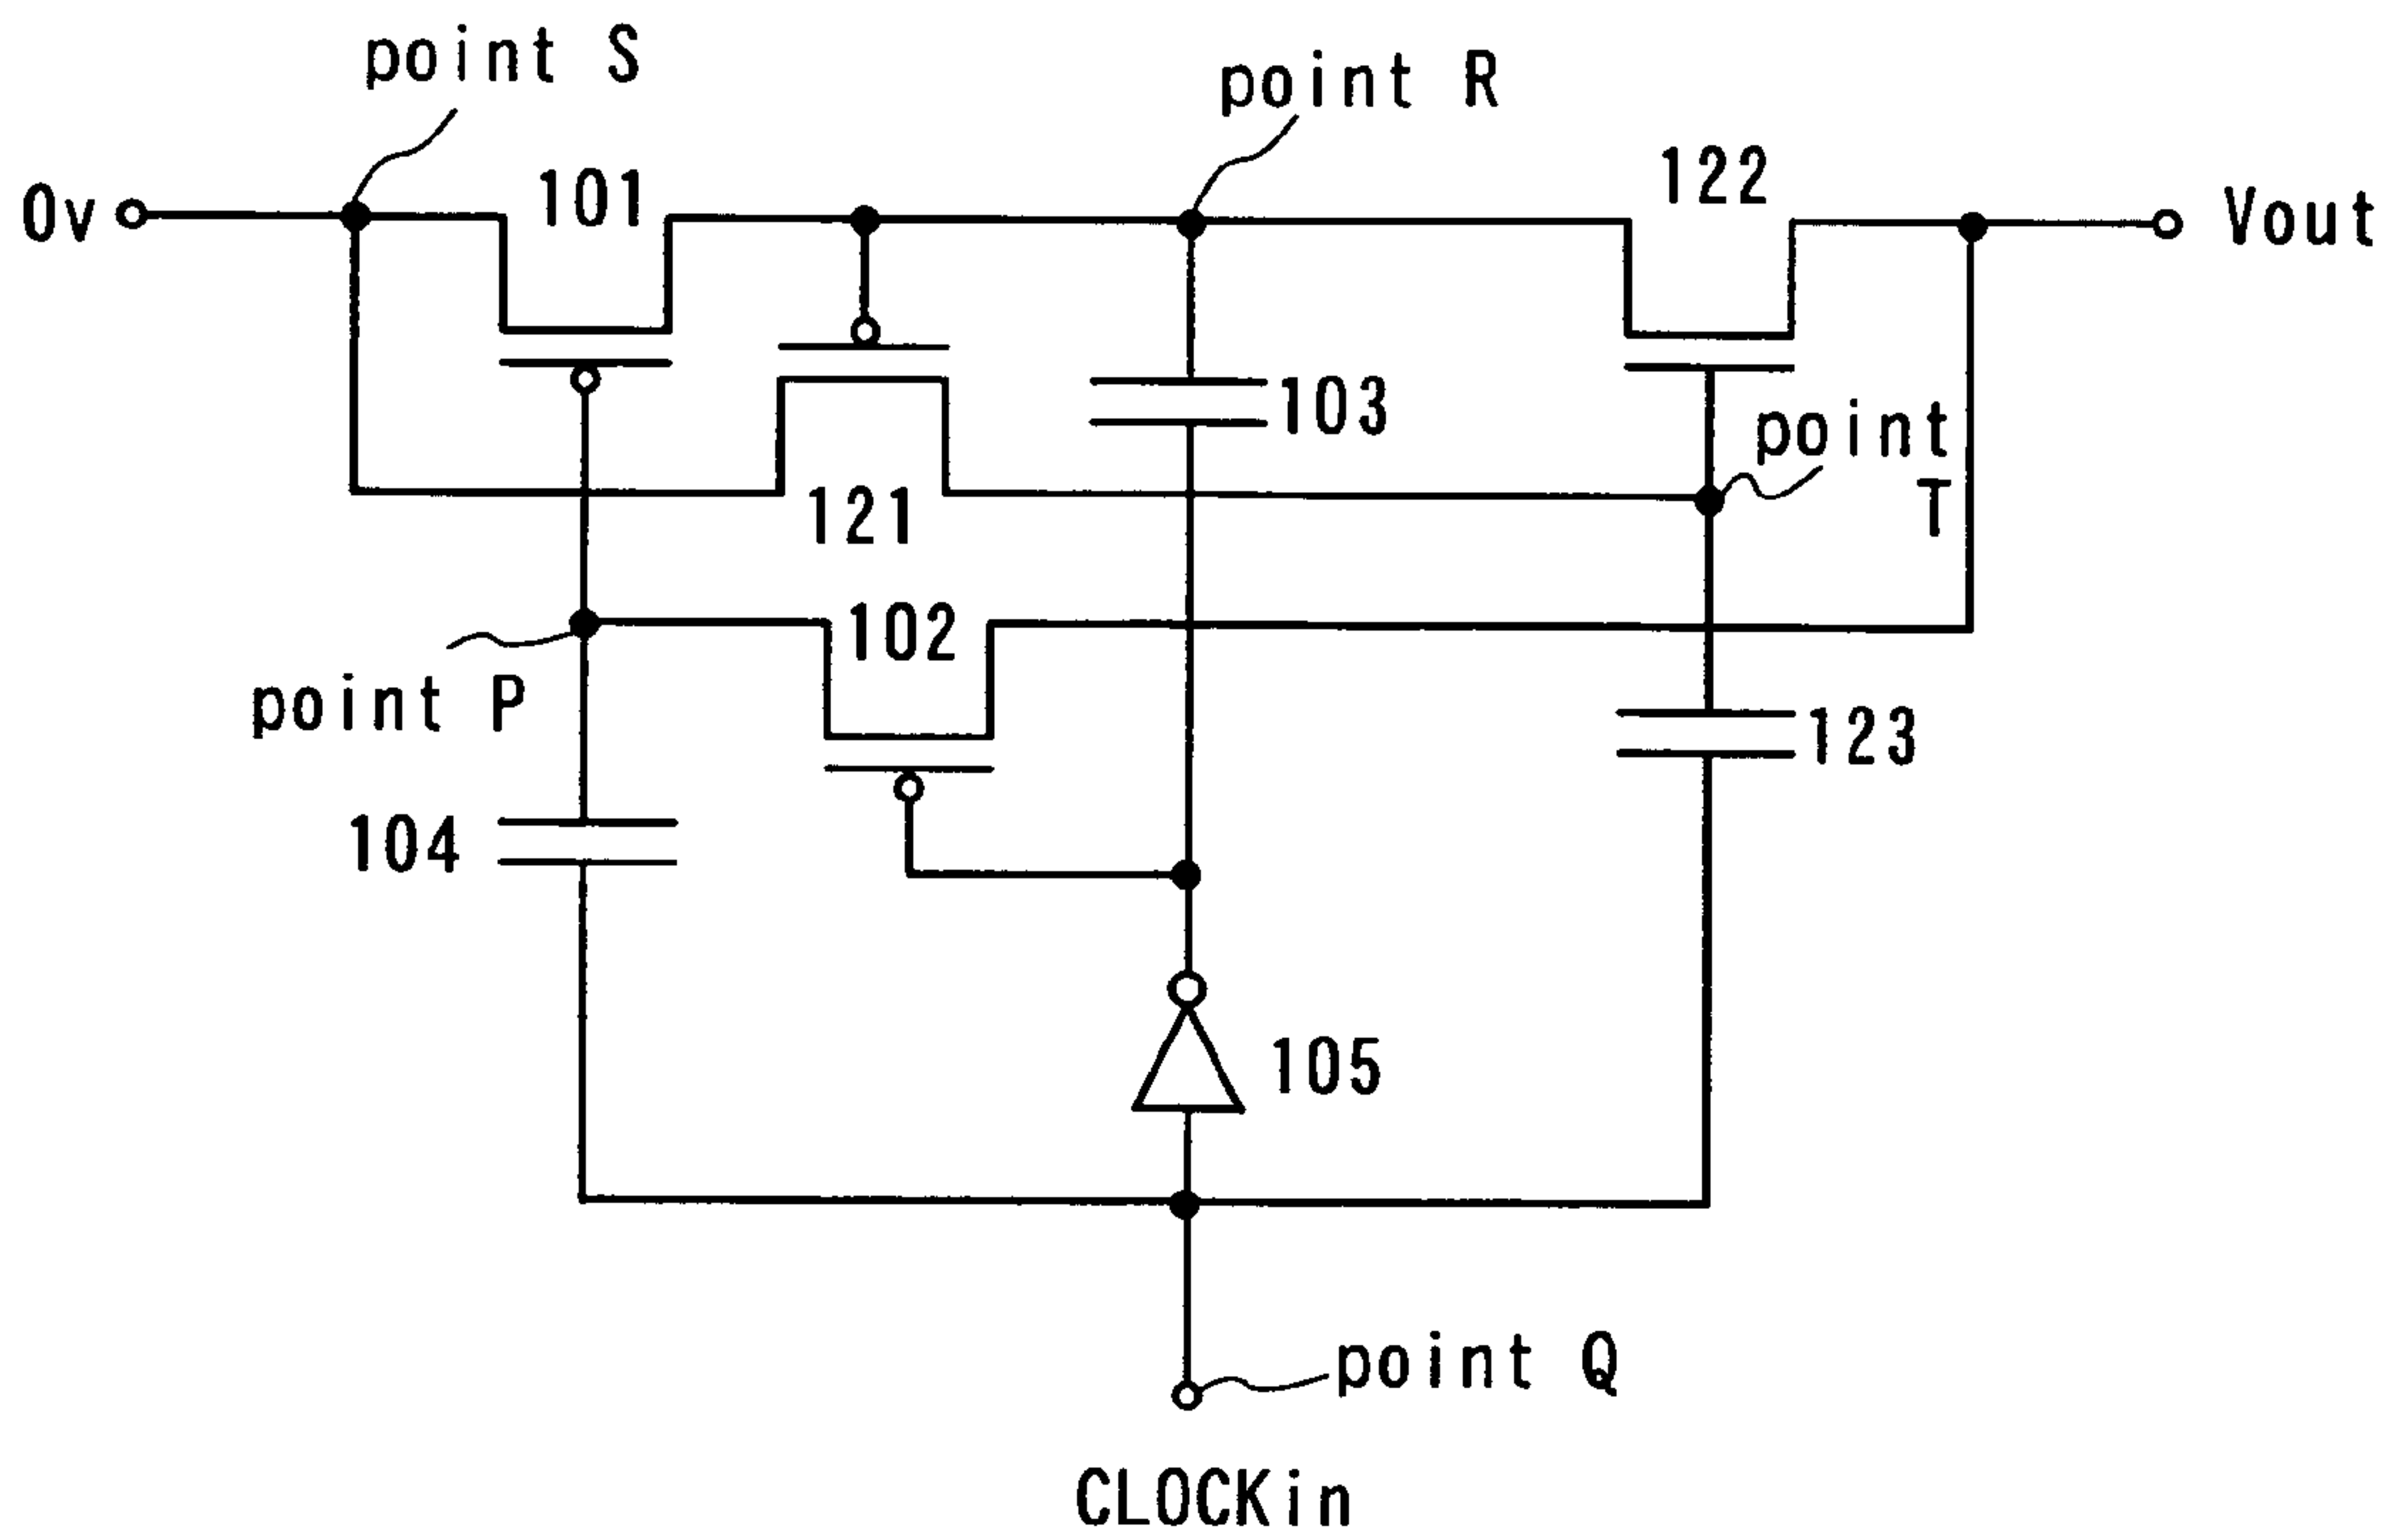 point S
point R
0v
101
122
Vout
103
point
T
121
102
point P
123
104
105
point Q
CLOCKin